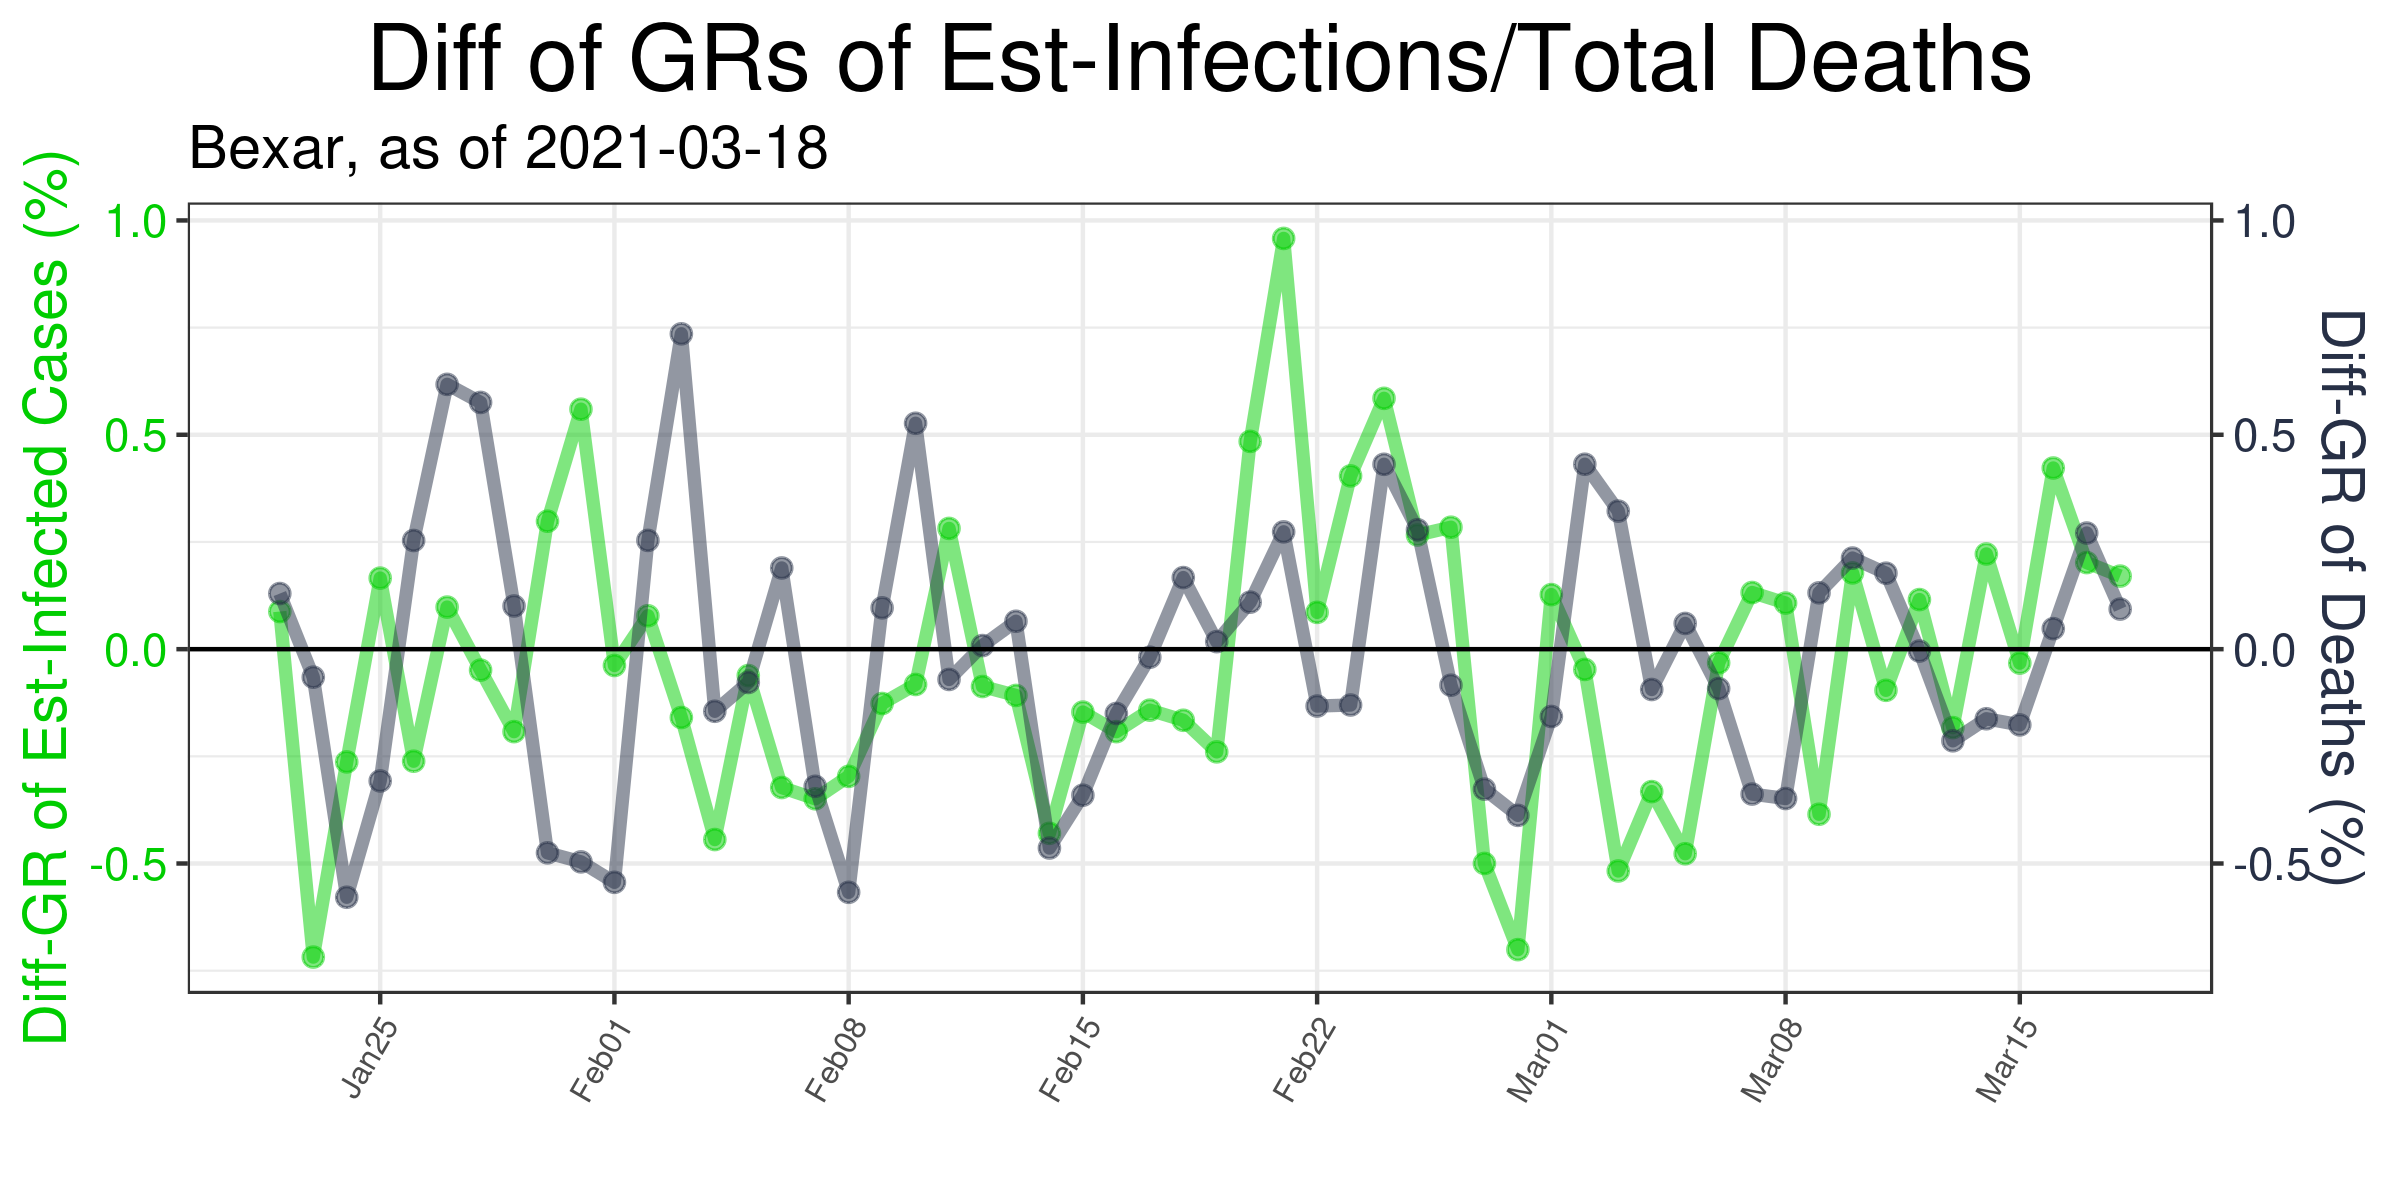 Diff of GRs of Est-Infections/Total Deaths
Bexar, as of 2021-03-18
Diff-GR of Est-Infected Cases (%)
1.0
0.5
0.0
-0.5
1.0
0.5
0.0
-0.5
Diff-GR of Deaths (%)
Jan25
Feb01
Feb08
Feb15
Feb22
Mar01
Mar08
Mar15